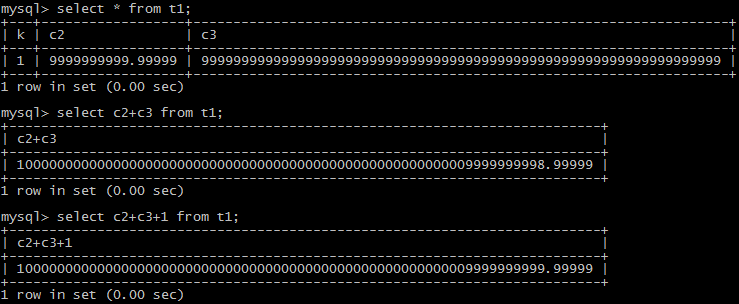 mysql> select * from t1;
+---+------------------+-------------------------------------------------------------------+
| k | c2               | c3                                                                |
+---+------------------+-------------------------------------------------------------------+
| 1 | 9999999999.99999 | 99999999999999999999999999999999999999999999999999999999999999999 |
+---+------------------+-------------------------------------------------------------------+
1 row in set (0.00 sec)
mysql> select c2+c3 from t1;
+--------------------------------------------------------------------------+
| c2+c3                                                                    |
+--------------------------------------------------------------------------+
| 100000000000000000000000000000000000000000000000000000009999999998.99999 |
+--------------------------------------------------------------------------+
1 row in set (0.00 sec)
mysql> select c2+c3+1 from t1;
+--------------------------------------------------------------------------+
| c2+c3+1                                                                  |
+--------------------------------------------------------------------------+
| 100000000000000000000000000000000000000000000000000000009999999999.99999 |
+--------------------------------------------------------------------------+
1 row in set (0.00 sec)